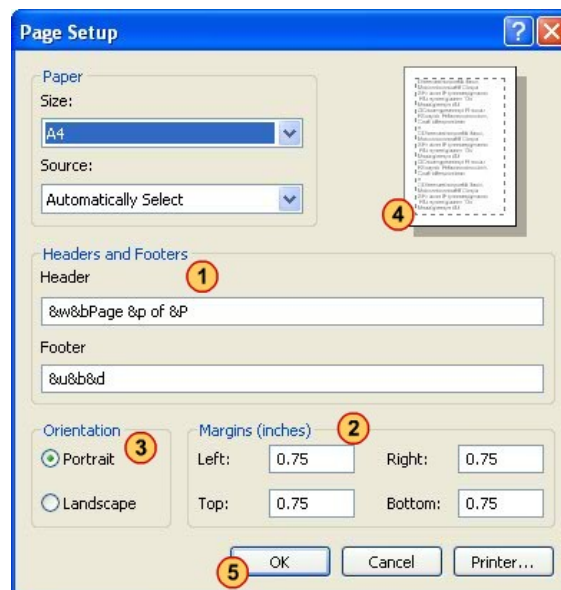 Page Setup
Paper
Size:
A4
Source:
Automatically Select
4
Headers and Footers
Header
1
&w&bPage &p of &P
Footer
&u&b&d
Orientation
3
Portrait
Landscape
Margins (inches)
2
Left:
0.75
Right:
0.75
Top:
0.75
Bottom:
0.75
5
OK
Cancel
Printer...